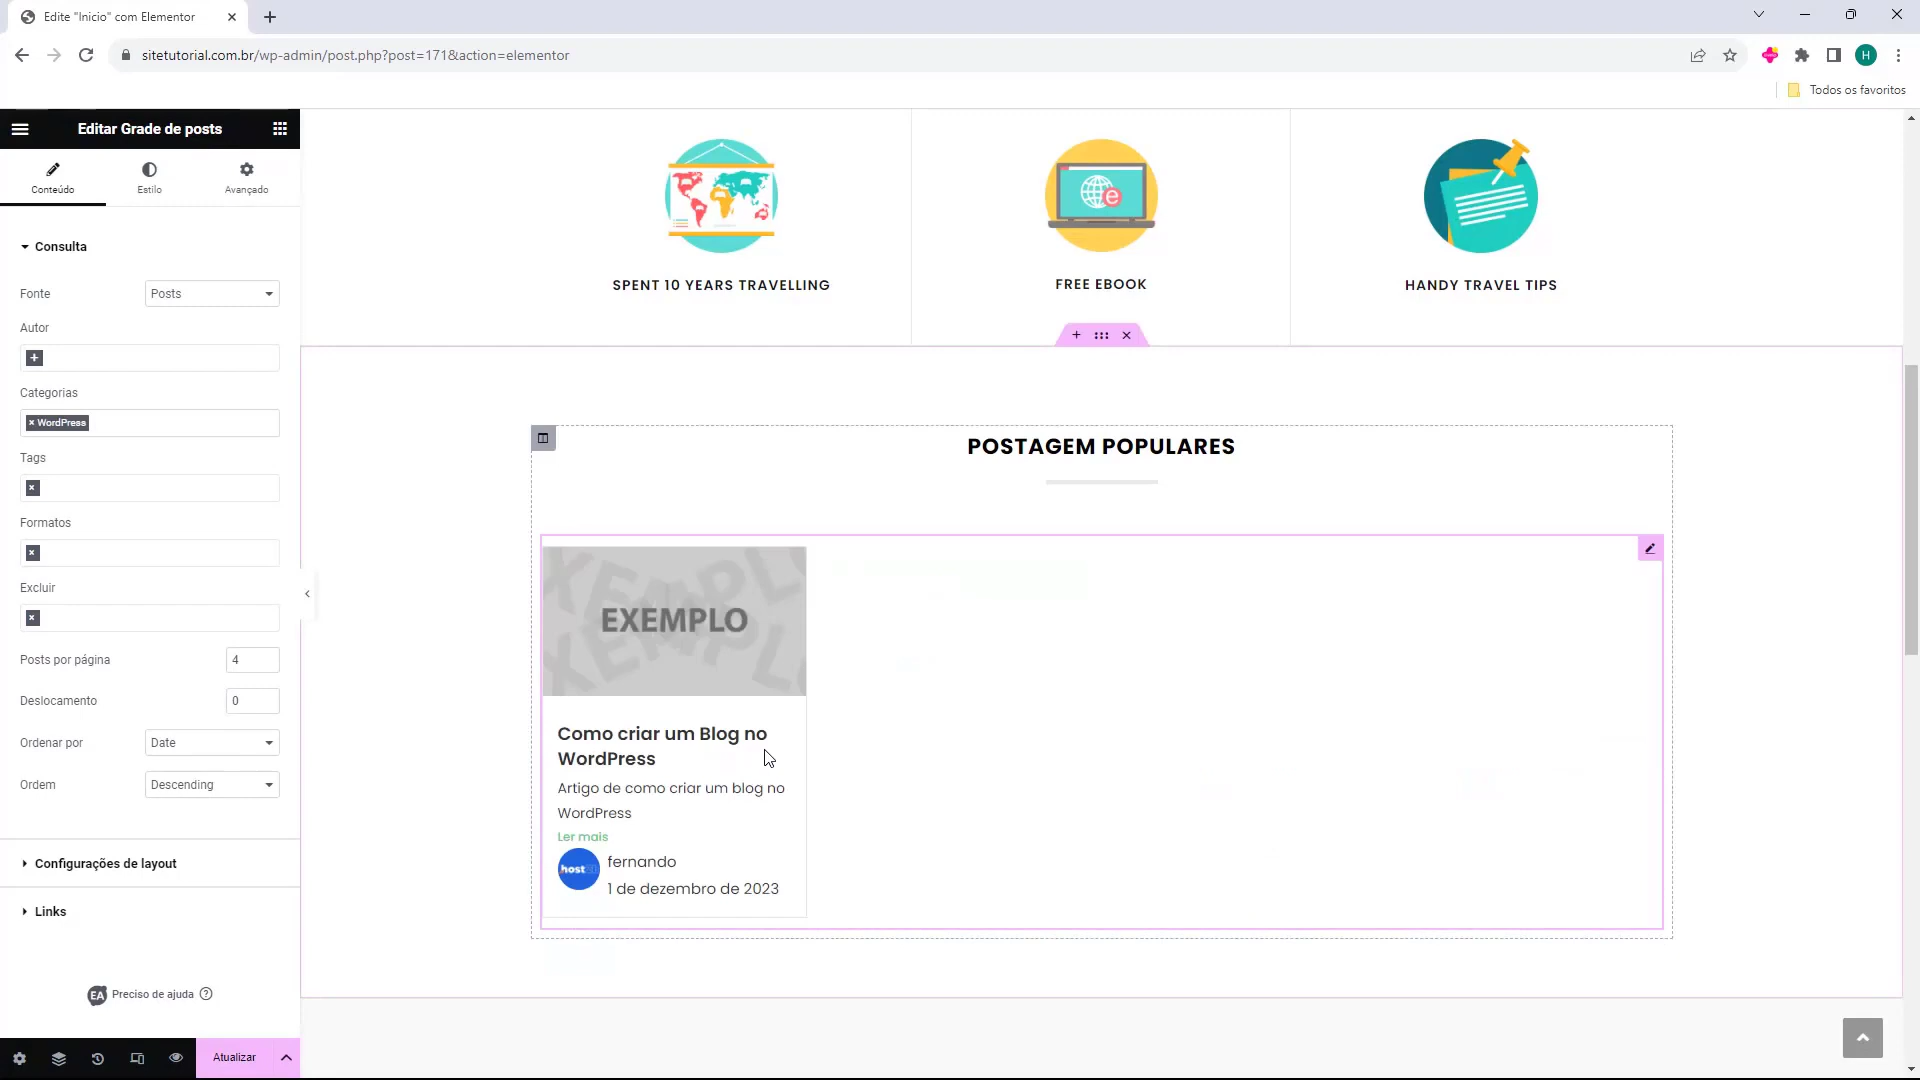 Edite "Inicio" com Elementor
sitetutorial.com.br/wp-admin/post.php?post=171&action=elementor
H
Todos os favoritos
Editar Grade de posts
Conteúdo
Estilo
Avançado
Consulta
Fonte
Posts
Autor
Categorias
× WordPress
Tags
×
Formatos
×
Excluir
×
Posts por página
4
Deslocamento
0
Ordenar por
Date
Ordem
Descending
Configurações de layout
Links
EA Preciso de ajuda
Atualizar
SPENT 10 YEARS TRAVELLING
e
FREE EBOOK
HANDY TRAVEL TIPS
POSTAGEM POPULARES
EXEMPLO
Como criar um Blog no
WordPress
Artigo de como criar um blog no
WordPress
Ler mais
host
fernando
1 de dezembro de 2023